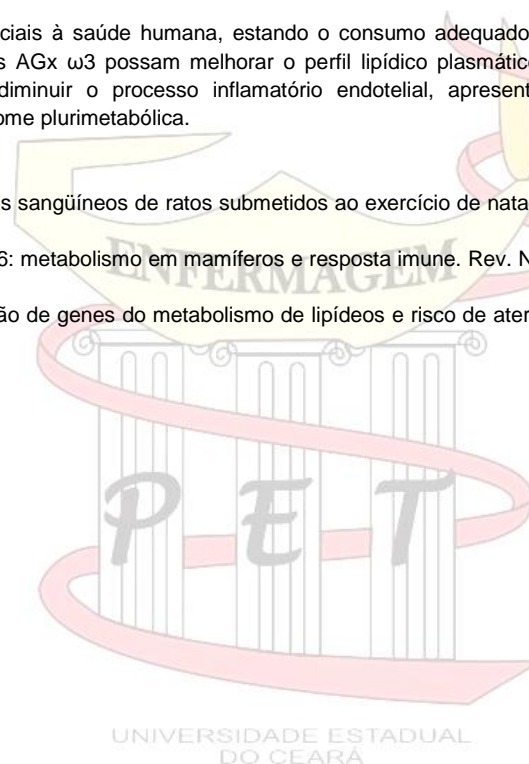 ciais à saúde humana, estando o consumo adequado
s AGx ω3 possam melhorar o perfil lipídico plasmático
diminuir o processo inflamatório endotelial, apresent
ome plurimetabólica.
s sangüíneos de ratos submetidos ao exercício de nata
6: metabolismo em mamíferos e resposta imune. Rev. N
ão de genes do metabolismo de lipídeos e risco de ater
ENFERMAGEM
PET
UNIVERSIDADE ESTADUAL
DO CEARÁ